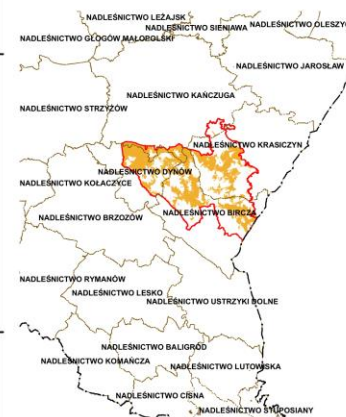 NADLEŚNICTWO LEŻAJSK
NADLEŚNICTWO SIENIAWA
NADLEŚNICTWO OLESZY
NADLEŚNICTWO GŁOGÓW MAŁOPOLSKI
NADLEŚNICTWO JAROSŁAW
NADLEŚNICTWO KAŃCZUGA
NADLEŚNICTWO STRZYŻÓW
NADLEŚNICTWO KRASICZYN
NADLEŚNICTWO DYNÓW
NADLEŚNICTWO KOŁACZYCE
NADLEŚNICTWO BRZOZÓW
NADLEŚNICTWO BIRCZA
NADLEŚNICTWO RYMANÓW
NADLEŚNICTWO LESKO
NADLEŚNICTWO USTRZYKI DOLNE
NADLEŚNICTWO BALIGRÓD
NADLEŚNICTWO KOMAŃCZA
NADLEŚNICTWO LUTOWISKA
NADLEŚNICTWO CISNA
NADLEŚNICTWO STUPOSIANY